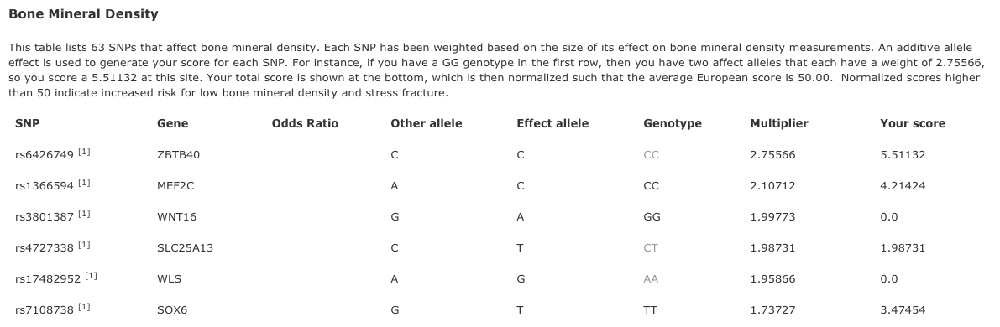 Bone Mineral Density
This table lists 63 SNPs that affect bone mineral density. Each SNP has been weighted based on the size of its effect on bone mineral density measurements. An additive allele
effect is used to generate your score for each SNP. For instance, if you have a GG genotype in the first row, then you have two affect alleles that each have a weight of 2.75566,
so you score a 5.51132 at this site. Your total score is shown at the bottom, which is then normalized such that the average European score is 50.00. Normalized scores higher
than 50 indicate increased risk for low bone mineral density and stress fracture.
SNP Gene Odds Ratio Other allele Effect allele Genotype Multiplier Your score
rs6426749 [1] ZBTB40 C C CC 2.75566 5.51132
rs1366594 [1] MEF2C A C CC 2.10712 4.21424
rs3801387 [1] WNT16 G A GG 1.99773 0.0
rs4727338 [1] SLC25A13 C T CT 1.98731 1.98731
rs17482952 [1] WLS A G AA 1.95866 0.0
rs7108738 [1] SOX6 G T TT 1.73727 3.47454